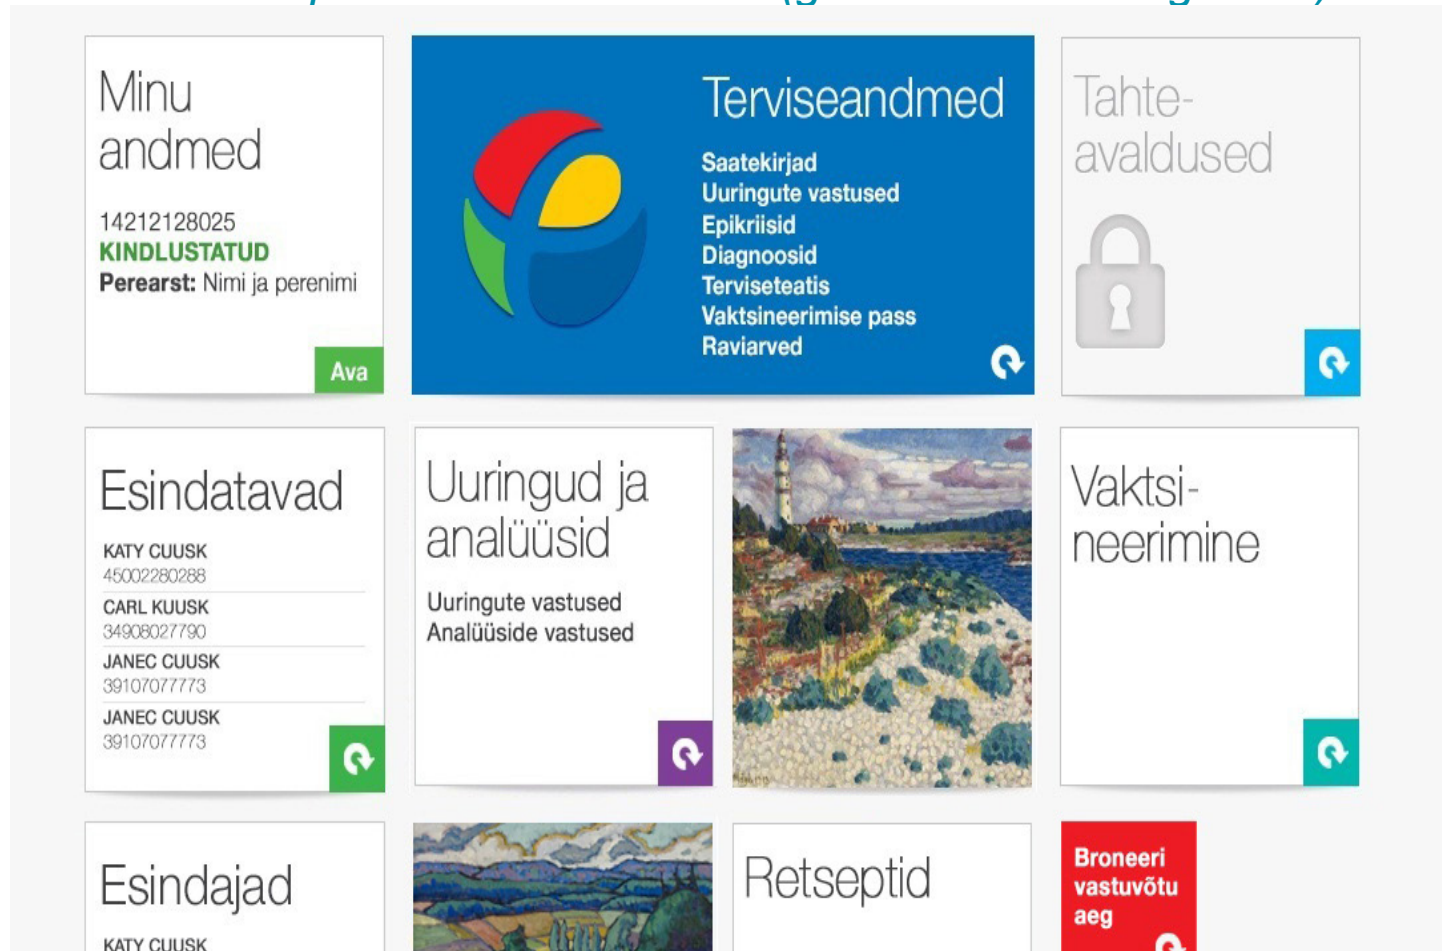 Minu
andmed
14212128025
KINDLUSTATUD
Perearst: Nimi ja perenimi
Ava
Terviseandmed
Saatekirjad
Uuringute vastused
Epikriisid
Diagnoosid
Terviseteatis
Vaktsineerimise pass
Raviarved
Tahte-
avaldused
Esindatavad
KATY CUUSK
45002280288
CARL KUUSK
34908027790
JANEC CUUSK
39107077773
JANEC CUUSK
39107077773
Uuringud ja
analüüsid
Uuringute vastused
Analüüside vastused
Vaktsi-
neerimine
Esindajad
KATY CUUSK
Retseptid
Broneeri
vastuvõtu
aeg